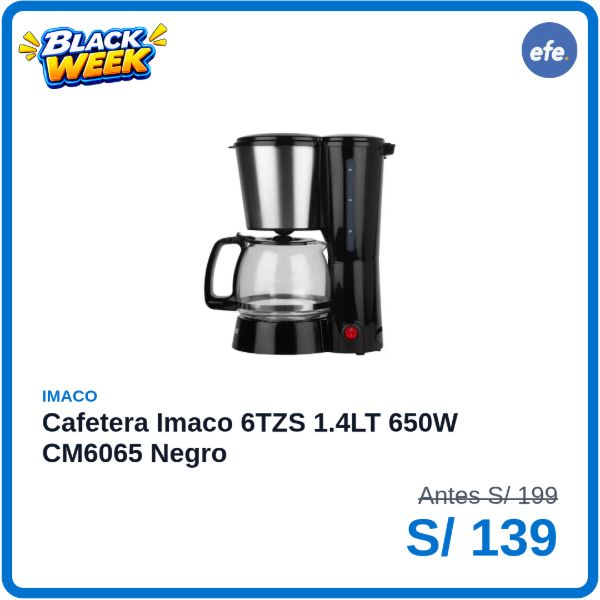 BLACK
WEEK
efe.
IMACO
Cafetera Imaco 6TZS 1.4LT 650W
CM6065 Negro
Antes S/ 199
S/ 139